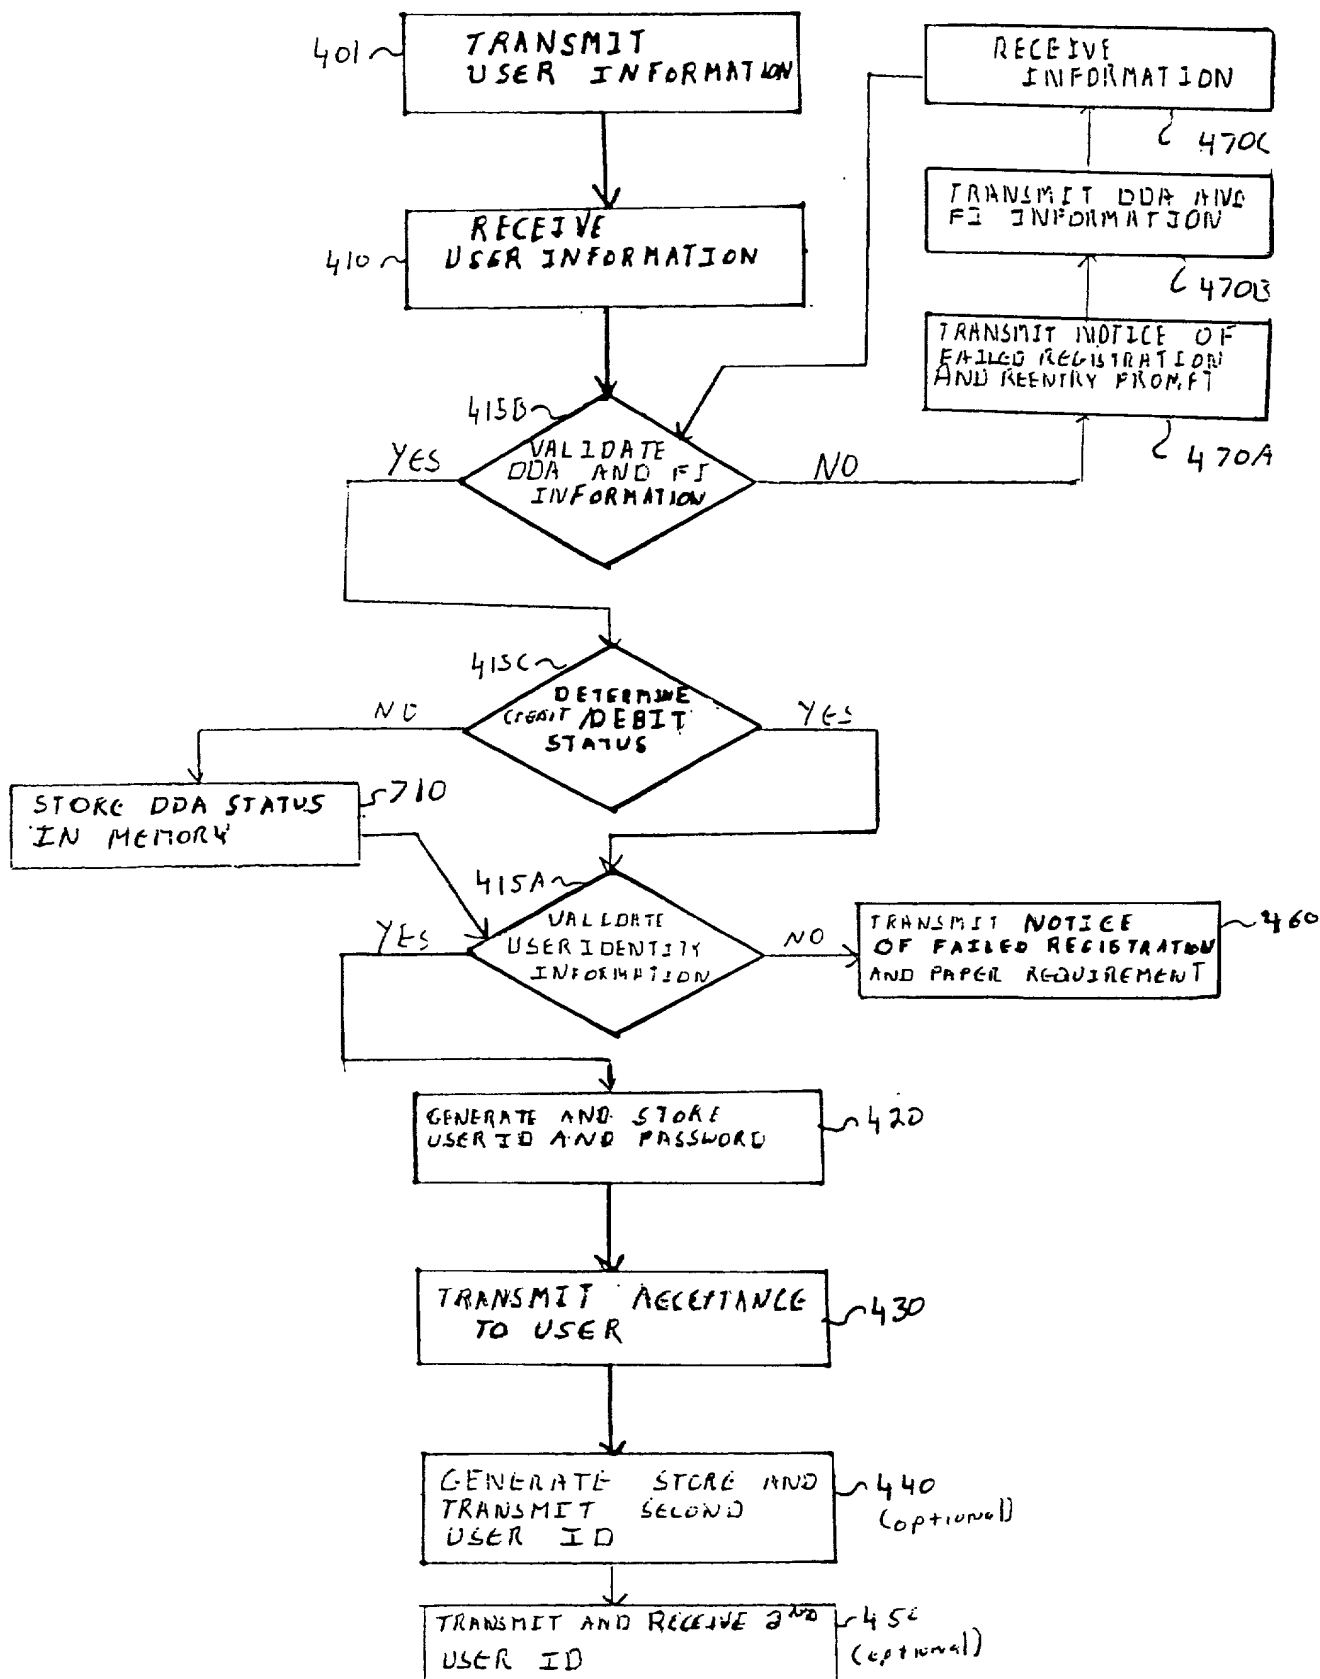 401
TRANSMIT
USER INFORMATION
RECEIVE
INFORMATION
470C
410
RECEIVE
USER INFORMATION
TRANSMIT DDA AND
FI INFORMATION
470B
TRANSMIT NOTICE OF
FAILED REGISTRATION
AND REENTRY PROMPT
470A
415B
YES
VALIDATE
DDA AND FI
INFORMATION
NO
415C
NO
DETERMINE
CREDIT/DEBIT
STATUS
YES
STORE DDA STATUS
IN MEMORY
710
415A
YES
VALIDATE
USER IDENTITY
INFORMATION
NO
TRANSMIT NOTICE
OF FAILED REGISTRATION
AND PAPER REQUIREMENT
460
GENERATE AND STORE
USER ID AND PASSWORD
420
TRANSMIT ACCEPTANCE
TO USER
430
GENERATE STORE AND
TRANSMIT SECOND
USER ID
440
(optional)
TRANSMIT AND RECEIVE 2ND
USER ID
(optional)